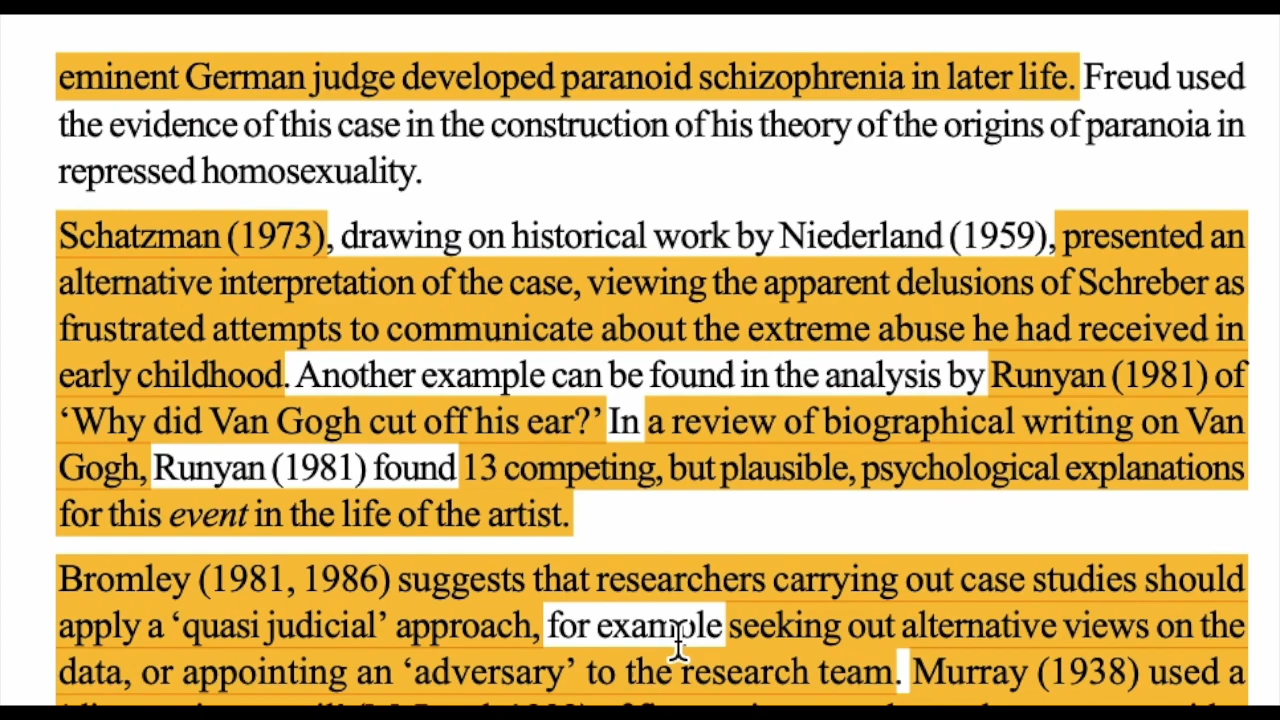 eminent German judge developed paranoid schizophrenia in later life. Freud used
the evidence of this case in the construction of his theory of the origins of paranoia in
repressed homosexuality.
Schatzman (1973), drawing on historical work by Niederland (1959), presented an
alternative interpretation of the case, viewing the apparent delusions of Schreber as
frustrated attempts to communicate about the extreme abuse he had received in
early childhood. Another example can be found in the analysis by Runyan (1981) of
‘Why did Van Gogh cut off his ear?’ In a review of biographical writing on Van
Gogh, Runyan (1981) found 13 competing, but plausible, psychological explanations
for this event in the life of the artist.
Bromley (1981, 1986) suggests that researchers carrying out case studies should
apply a ‘quasi judicial’ approach, for example seeking out alternative views on the
data, or appointing an ‘adversary’ to the research team. Murray (1938) used a